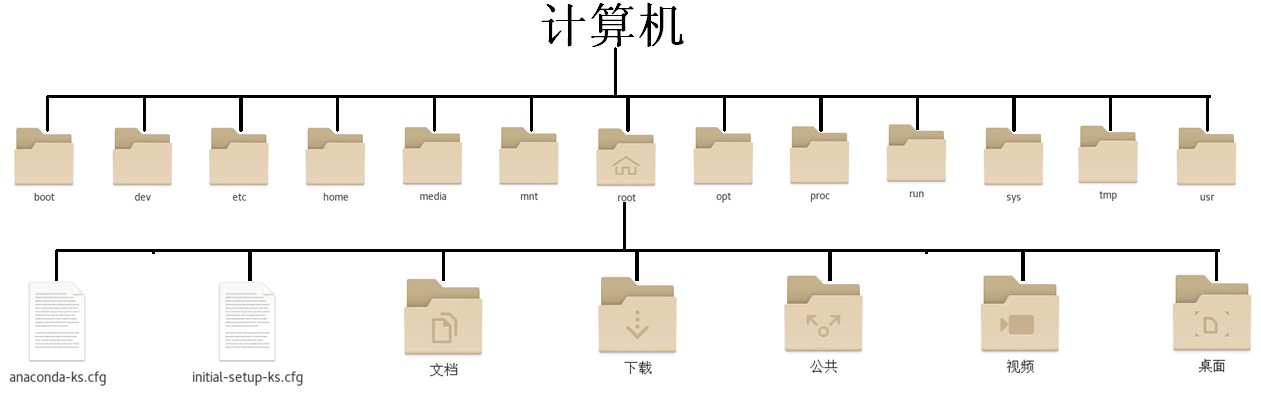 计算机
boot dev etc home media mnt root opt proc run sys tmp usr
anaconda-ks.cfg initial-setup-ks.cfg 文档 下载 公共 视频 桌面